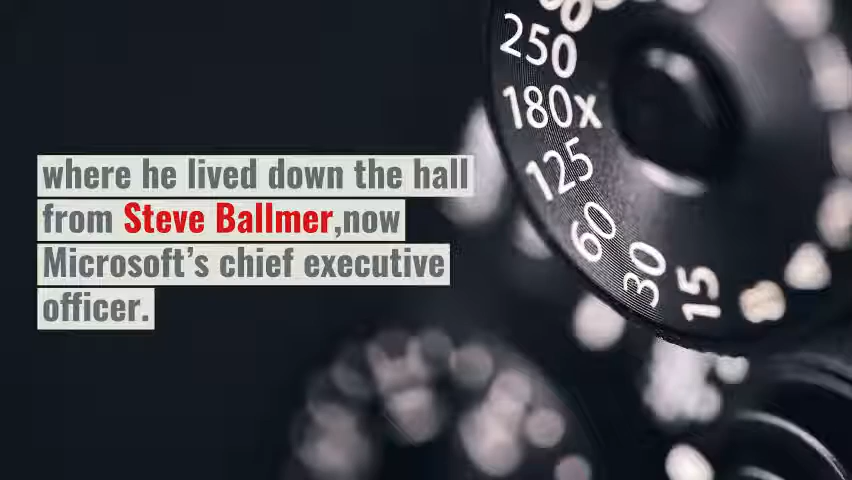 where he lived down the hall
from Steve Ballmer,now
Microsoft’s chief executive
officer.
250
180x
125
60
30
15